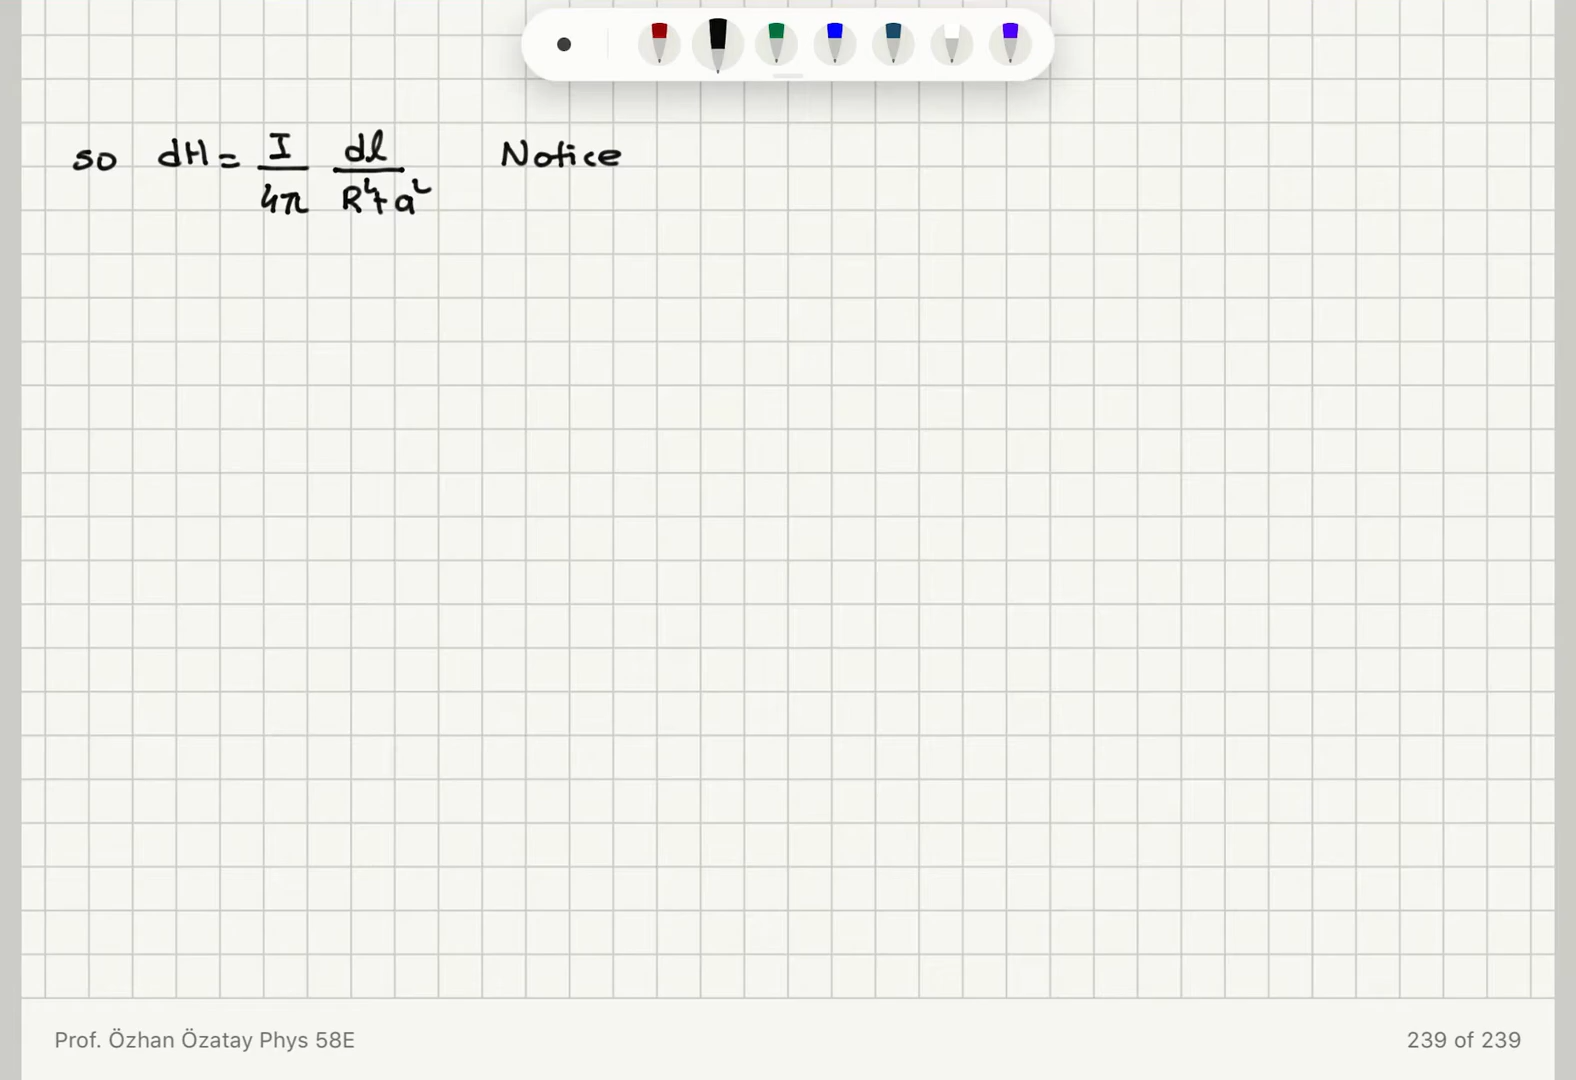 so dH = I/4π dl/R²+a² Notice
Prof. Özhan Özatay Phys 58E
239 of 239